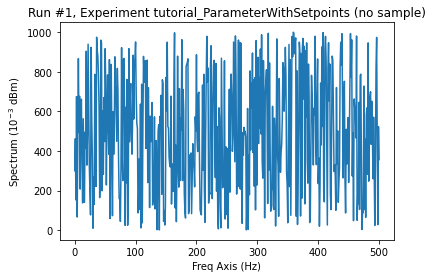 Run #1, Experiment tutorial_ParameterWithSetpoints (no sample)
1000
800
600
400
200
0
Spectrum (10⁻³ dBm)
0 100 200 300 400 500
Freq Axis (Hz)